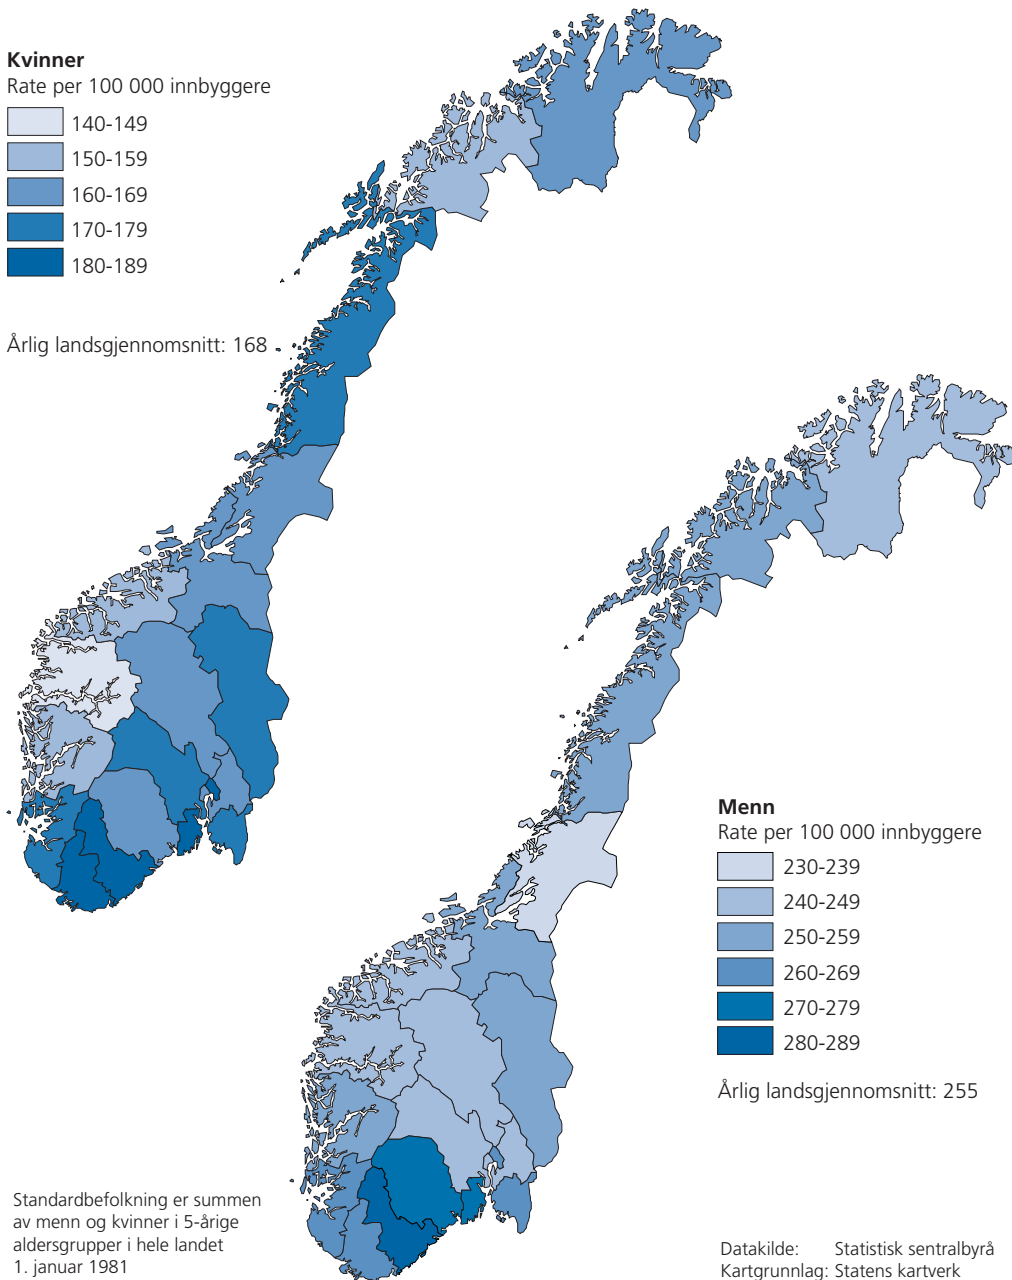 Kvinner
Rate per 100 000 innbyggere
140-149
150-159
160-169
170-179
180-189
Årlig landsgjennomsnitt: 168
Menn
Rate per 100 000 innbyggere
230-239
240-249
250-259
260-269
270-279
280-289
Årlig landsgjennomsnitt: 255
Standardbefolkning er summen
av menn og kvinner i 5-årige
aldersgrupper i hele landet
1. januar 1981
Datakilde: Statistisk sentralbyrå
Kartgrunnlag: Statens kartverk